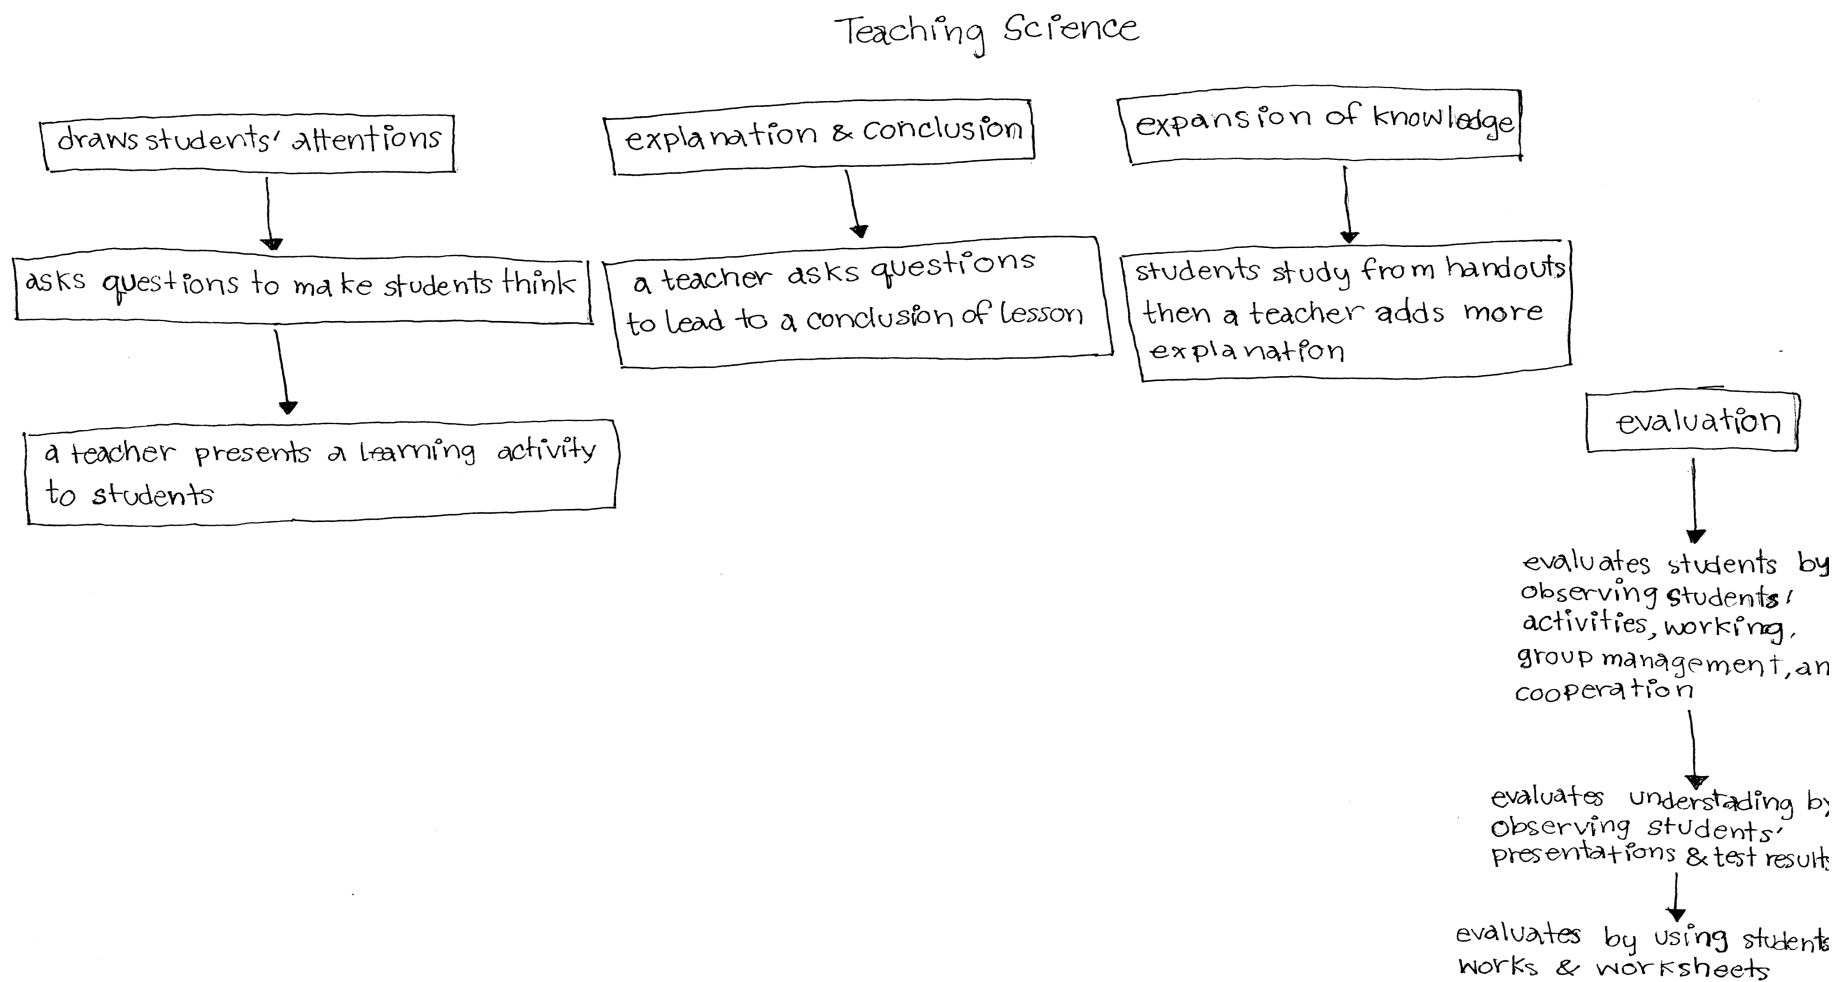 Teaching Science
draws students' attentions
asks questions to make students think
a teacher presents a learning activity
to students
explanation & conclusion
a teacher asks questions
to lead to a conclusion of lesson
expansion of knowledge
students study from handouts
then a teacher adds more
explanation
evaluation
evaluates students by
observing students'
activities, working,
group management, an
cooperation
evaluates understading by
observing students'
presentations & test results
evaluates by using students
works & worksheets